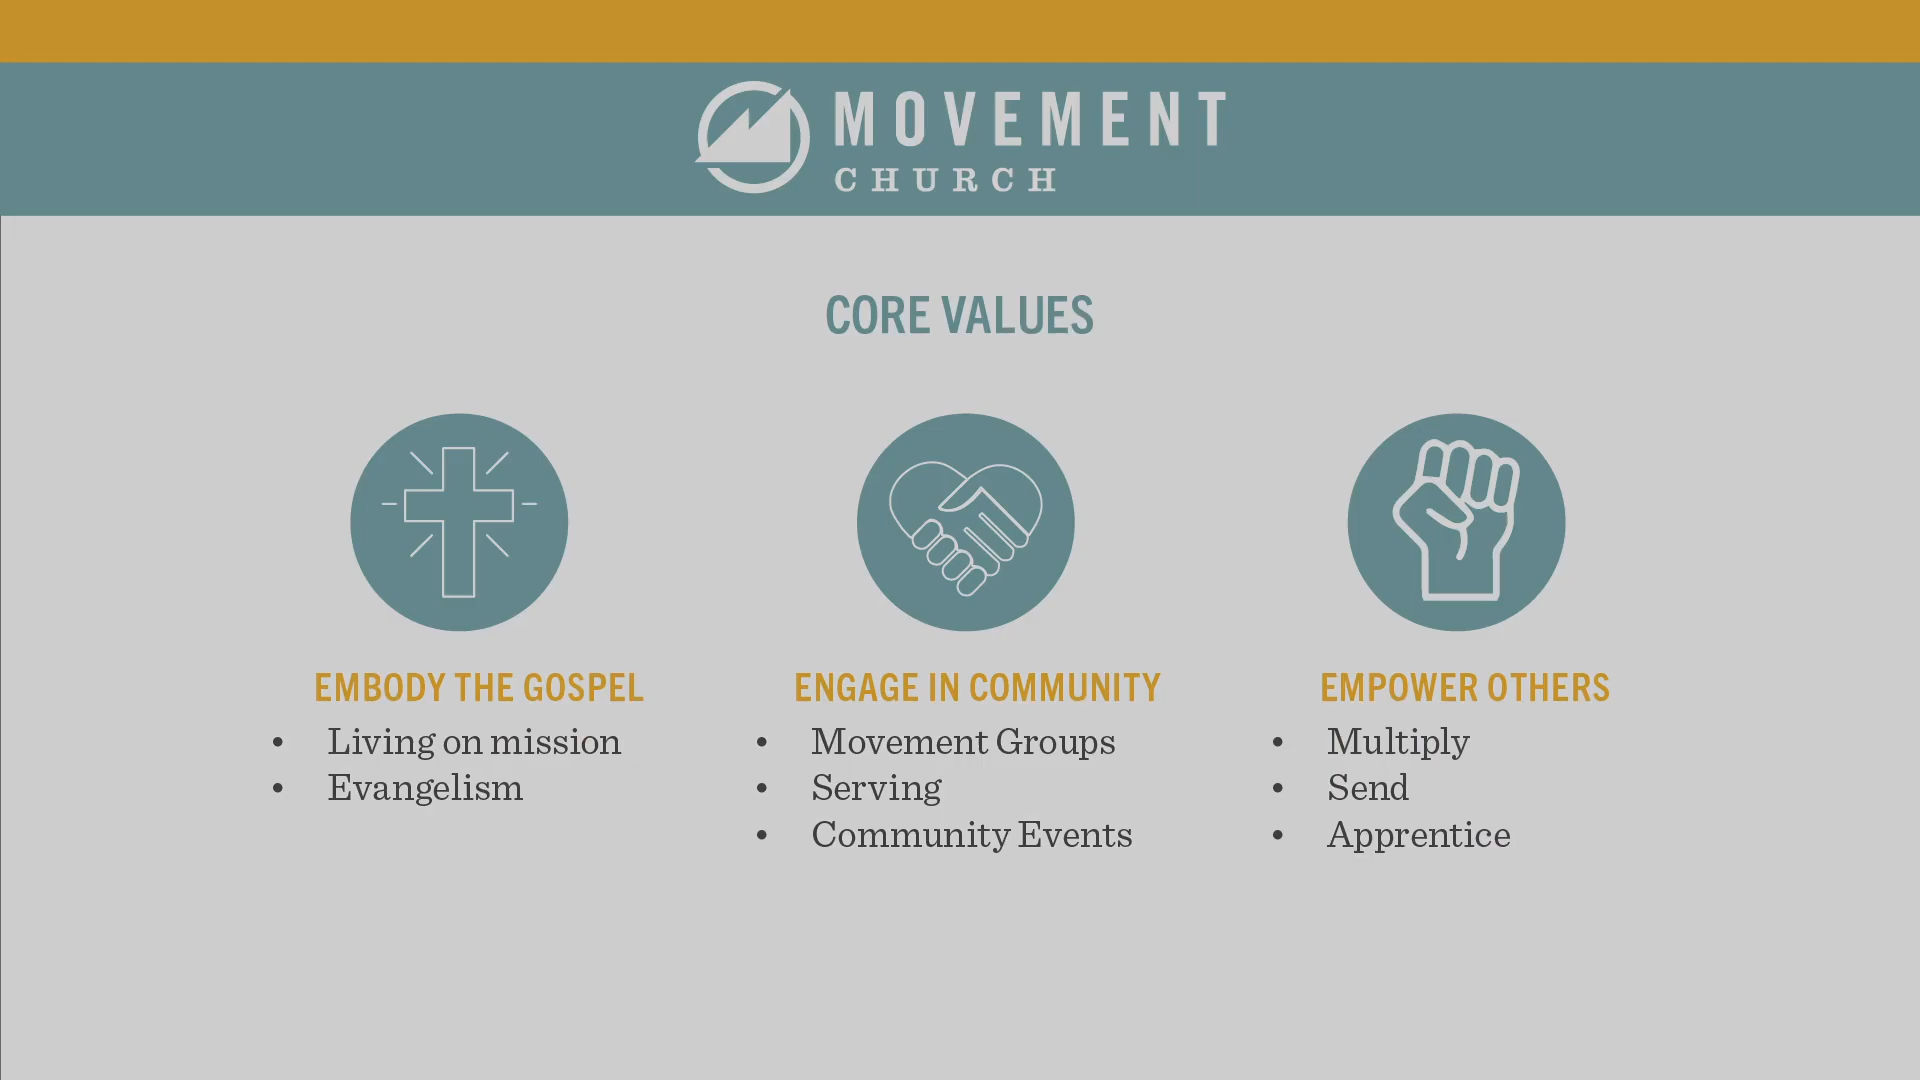 MOVEMENT
CHURCH
CORE VALUES
EMBODY THE GOSPEL
• Living on mission
• Evangelism
ENGAGE IN COMMUNITY
• Movement Groups
• Serving
• Community Events
EMPOWER OTHERS
• Multiply
• Send
• Apprentice